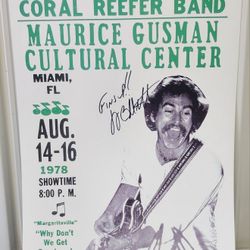 CORAL REEFER BAND
MAURICE GUSMAN
CULTURAL CENTER
MIAMI,
FL
AUG.
14-16
1978
SHOWTIME
8:00 P. M.
"Margaritaville"
"Why Don't
We Get